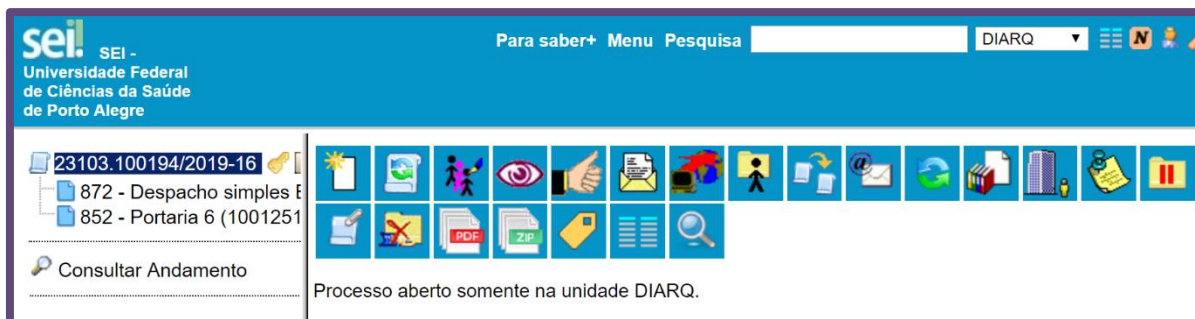 sei! SEI -
Universidade Federal
de Ciências da Saúde
de Porto Alegre
Para saber+ Menu Pesquisa
DIARQ
N
23103.100194/2019-16
872 - Despacho simples
852 - Portaria 6 (1001251
Consultar Andamento
@
PDF
ZIP
Processo aberto somente na unidade DIARQ.